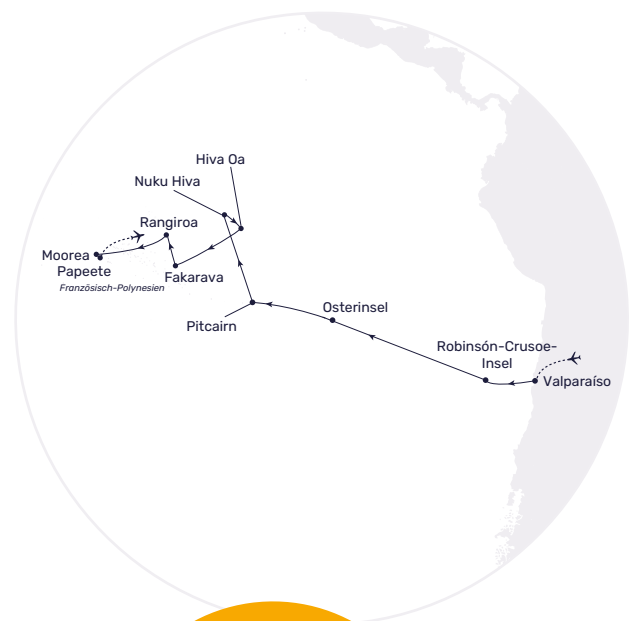 Hiva Oa
Nuku Hiva
Rangiroa
Moorea
Papeete
Französisch-Polynesien
Fakarava
Pitcairn
Osterinsel
Robinsón-Crusoe-
Insel
Valparaíso